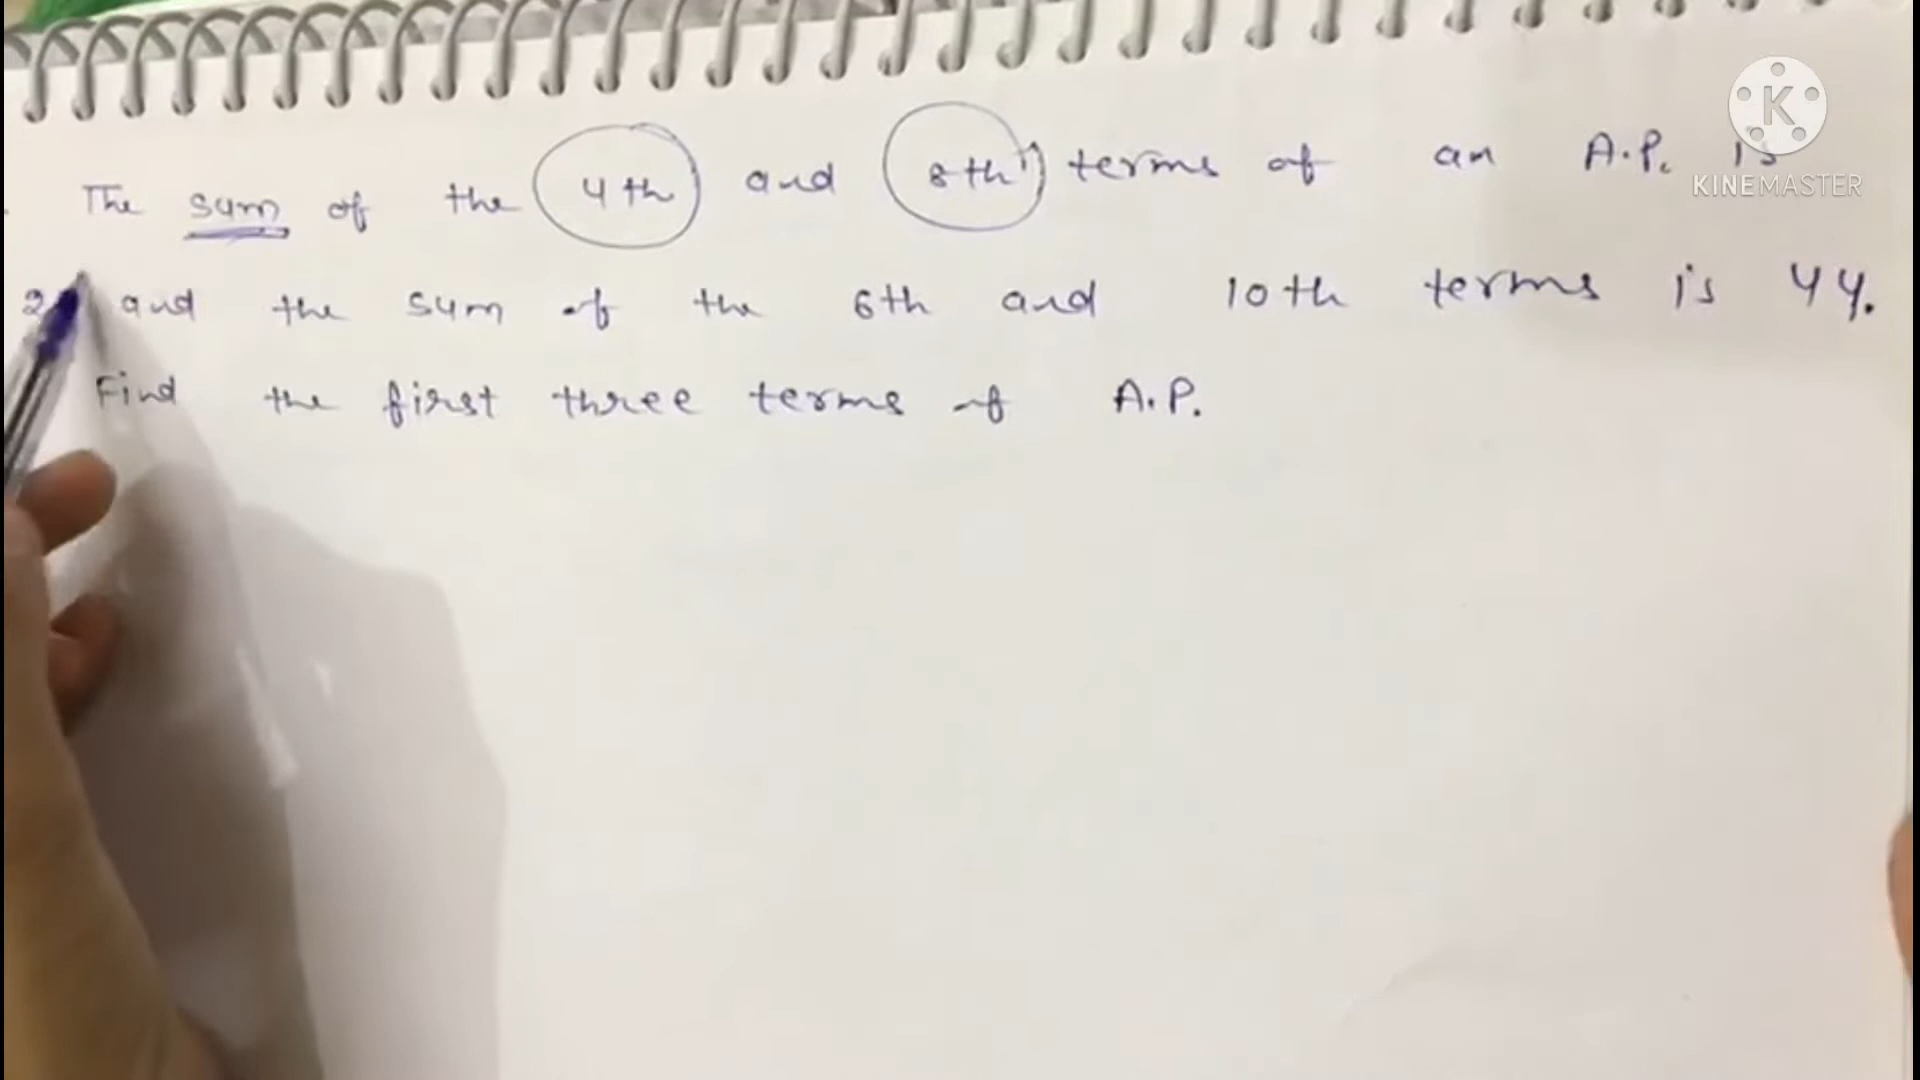 The sum of the 4th and 8th terms of an A.P. is
and the sum of the 6th and 10th terms is 44.
Find the first three terms of A.P.
KINEMASTER